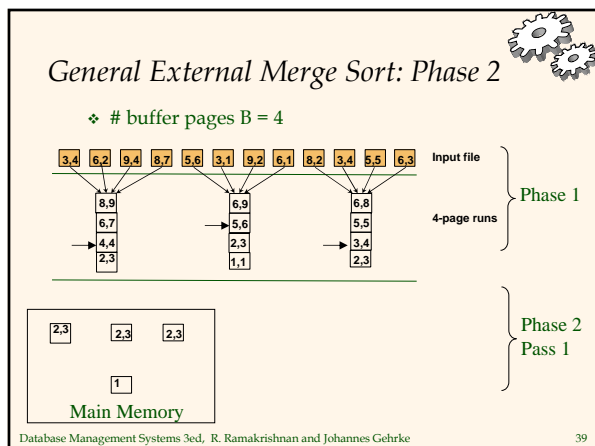 General External Merge Sort: Phase 2
# buffer pages B = 4
3,4 6,2 9,4 8,7 5,6 3,1 9,2 6,1 8,2 3,4 5,5 6,3 Input file
Phase 1
8,9 6,9 6,8
6,7 5,6 5,5 4-page runs
4,4 2,3 3,4
2,3 1,1 2,3
Phase 2
Pass 1
2,3 2,3 2,3
1
Main Memory
Database Management Systems 3ed, R. Ramakrishnan and Johannes Gehrke 39